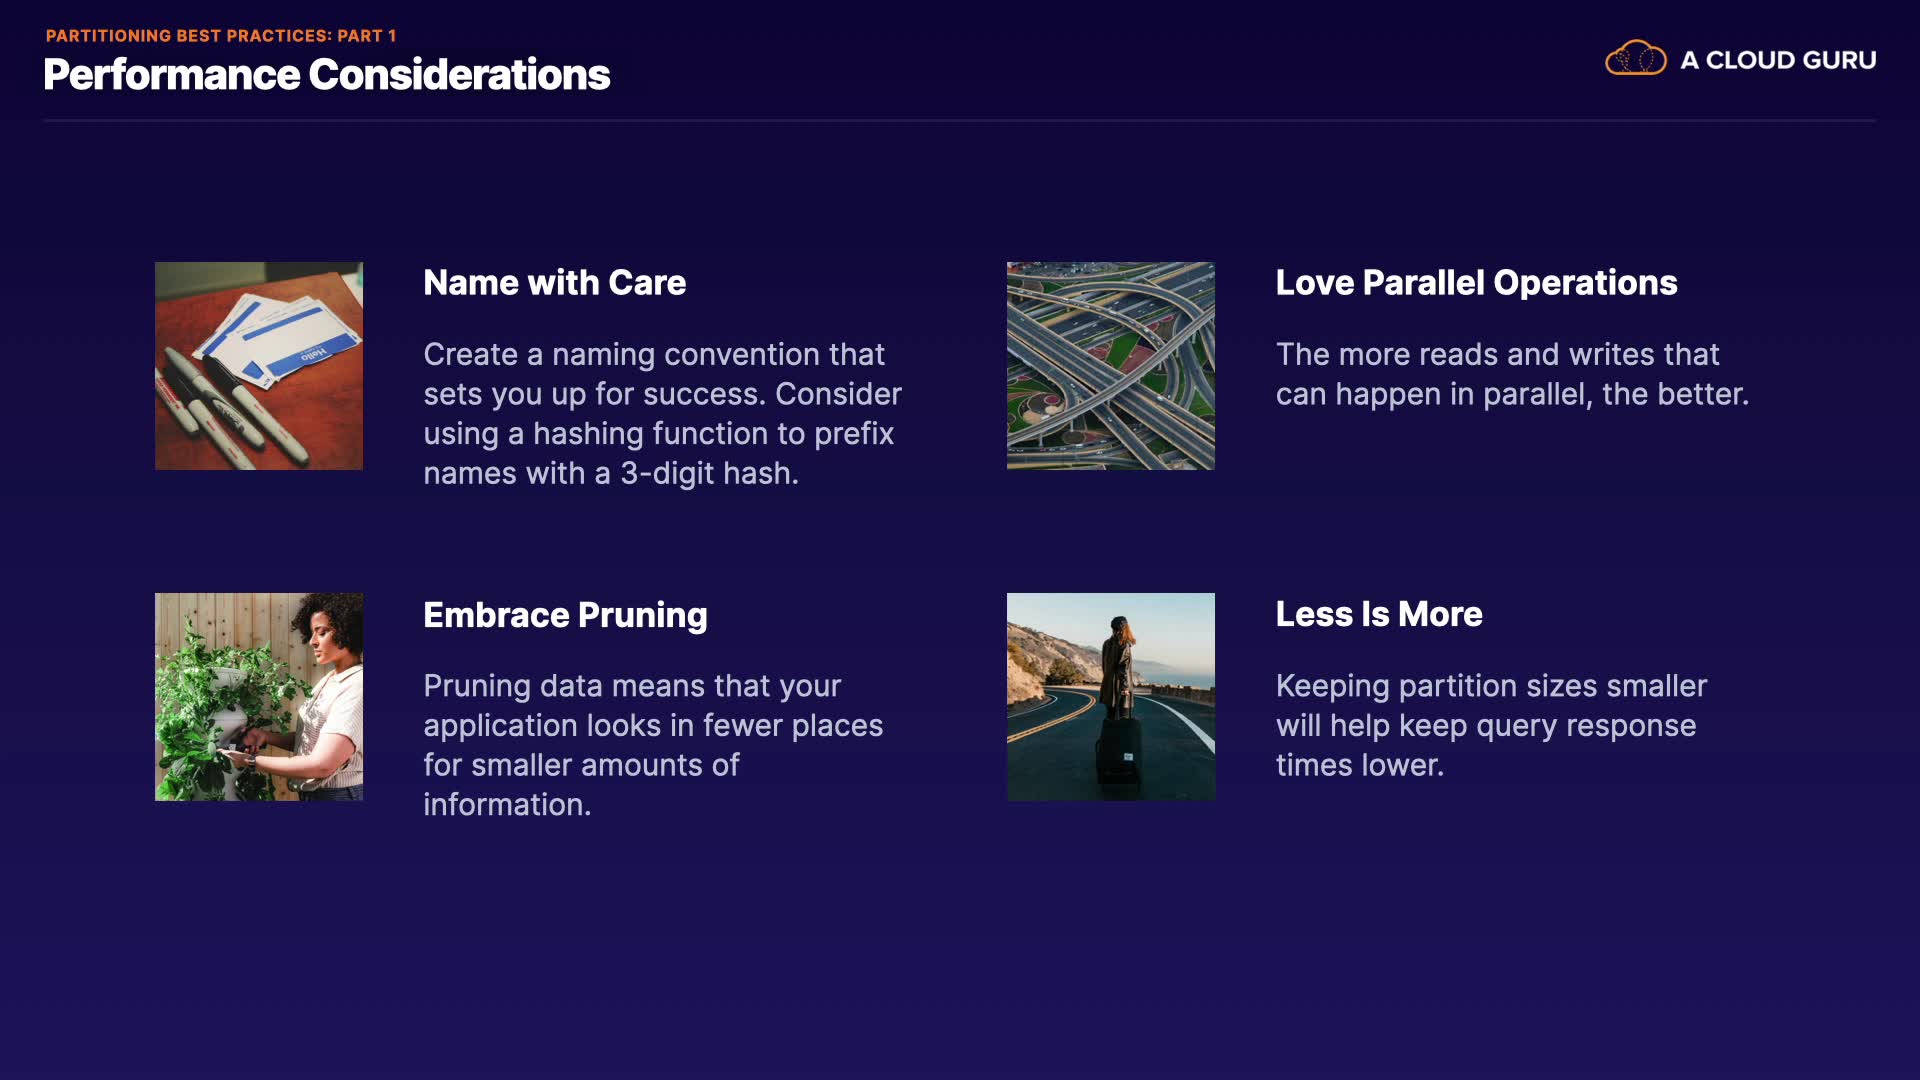 PARTITIONING BEST PRACTICES: PART 1
Performance Considerations
A CLOUD GURU
Name with Care
Create a naming convention that
sets you up for success. Consider
using a hashing function to prefix
names with a 3-digit hash.
Hello
Love Parallel Operations
The more reads and writes that
can happen in parallel, the better.
Embrace Pruning
Pruning data means that your
application looks in fewer places
for smaller amounts of
information.
Less Is More
Keeping partition sizes smaller
will help keep query response
times lower.